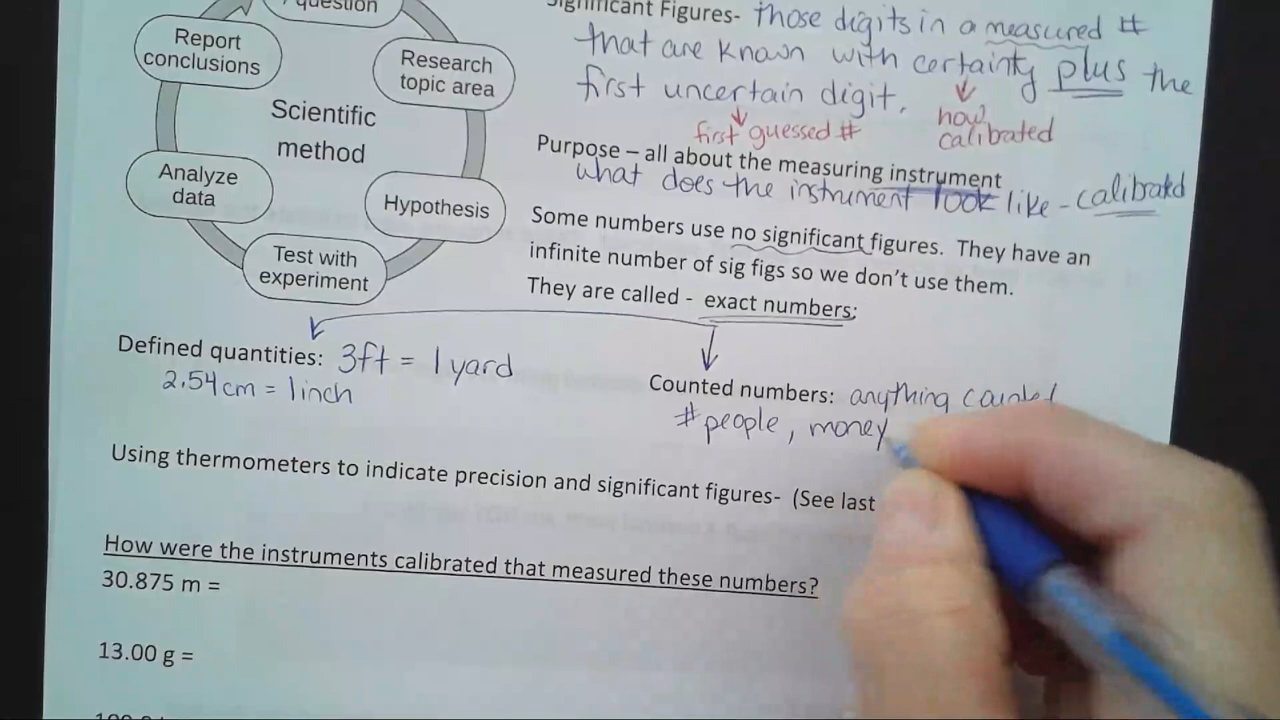 question
Report
conclusions
Research
topic area
Scientific
method
Analyze
data
Hypothesis
Test with
experiment
Significant Figures- those digits in a measured #
that are known with certainty plus the
first uncertain digit.
how
calibrated
first guessed #
Purpose – all about the measuring instrument
what does the instrument look like - calibrated
Some numbers use no significant figures. They have an
infinite number of sig figs so we don't use them.
They are called - exact numbers;
Defined quantities: 3ft = 1 yard
2.54cm = 1 inch
Counted numbers: anything counted
# people, money
Using thermometers to indicate precision and significant figures- (See last
How were the instruments calibrated that measured these numbers?
30.875 m =
13.00 g =